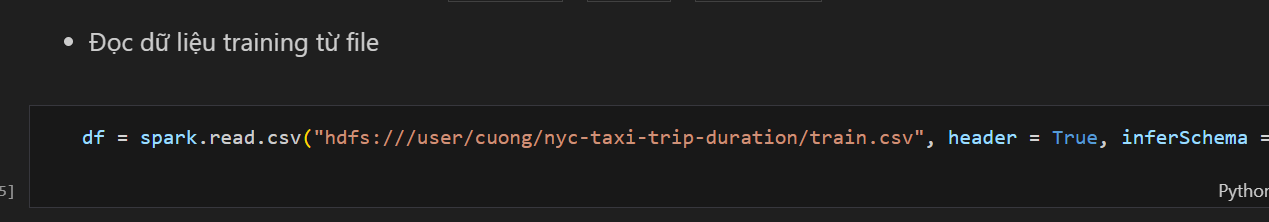 Đọc dữ liệu training từ file
df = spark.read.csv("hdfs:///user/cuong/nyc-taxi-trip-duration/train.csv", header = True, inferSchema =
5]
Python